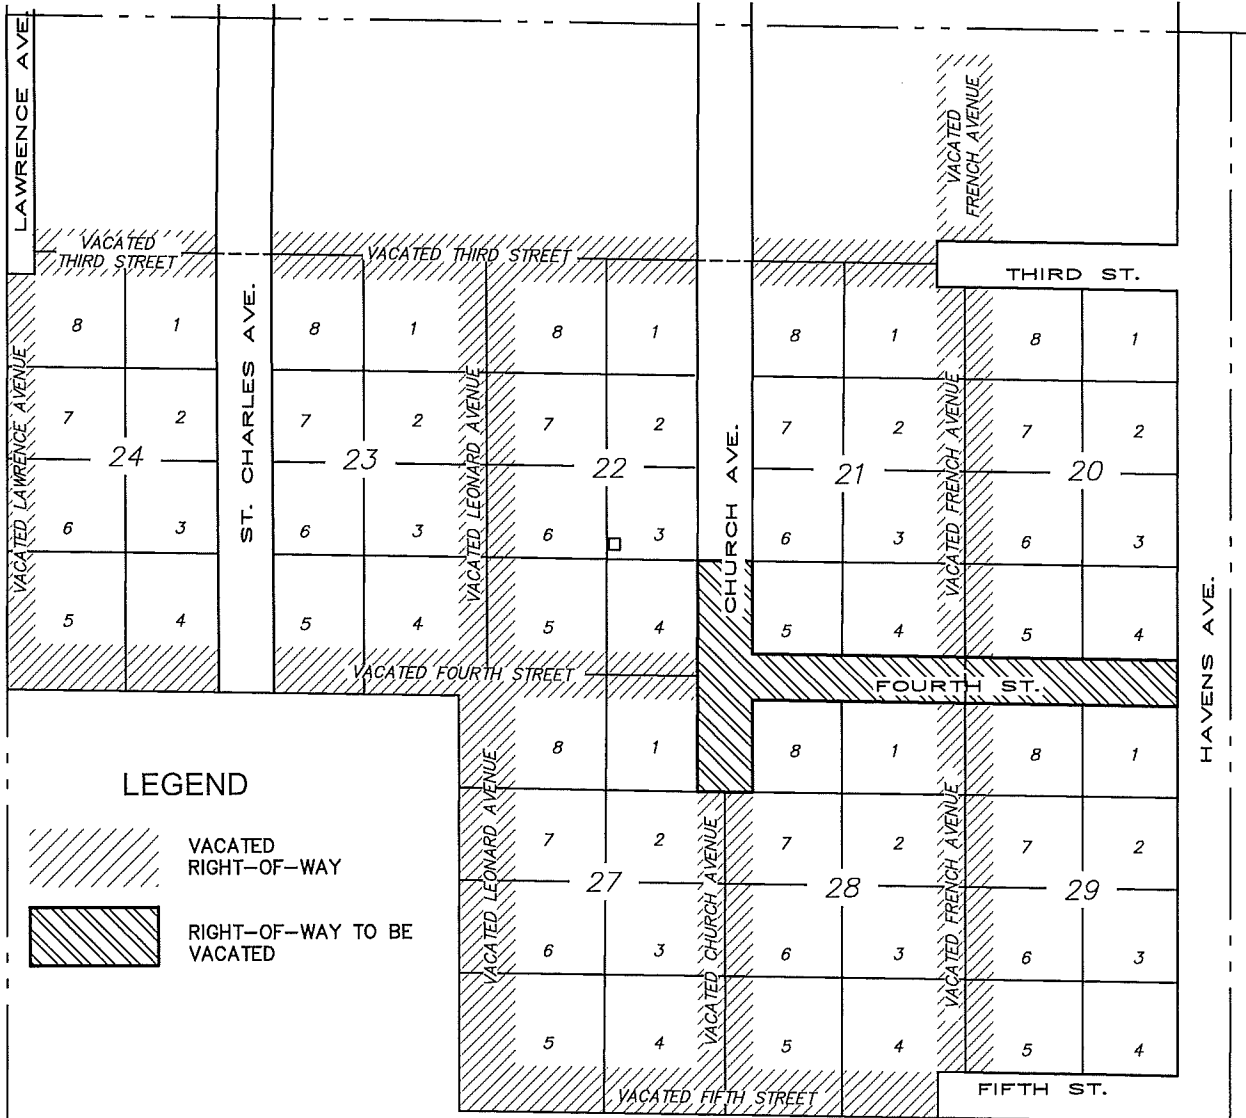 LAWRENCE AVE.
VACATED
FRENCH AVENUE
VACATED
THIRD STREET
VACATED THIRD STREET
THIRD ST.
8 1 8 1 8 1 8 1 8 1
VACATED LAWRENCE AVENUE
ST. CHARLES AVE.
VACATED LEONARD AVENUE
CHURCH AVE.
VACATED FRENCH AVENUE
HAVENS AVE.
7 2 7 2 7 2 7 2 7 2
24 23 22 21 20
6 3 6 3 6 3 6 3 6 3
5 4 5 4 5 4 5 4 5 4
VACATED FOURTH STREET
FOURTH ST.
8 1 8 1 8 1
VACATED LEONARD AVENUE
VACATED CHURCH AVENUE
VACATED FRENCH AVENUE
7 2 7 2 7 2
27 28 29
6 3 6 3 6 3
5 4 5 4 5 4
VACATED FIFTH STREET
FIFTH ST.
LEGEND
VACATED
RIGHT-OF-WAY
RIGHT-OF-WAY TO BE
VACATED